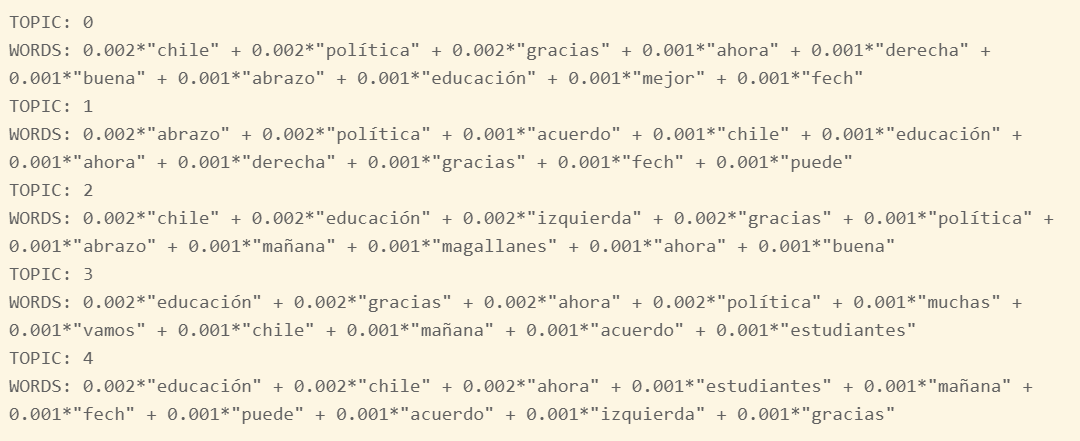 TOPIC: 0
WORDS: 0.002*"chile" + 0.002*"política" + 0.002*"gracias" + 0.001*"ahora" + 0.001*"derecha" +
0.001*"buena" + 0.001*"abrazo" + 0.001*"educación" + 0.001*"mejor" + 0.001*"fech"
TOPIC: 1
WORDS: 0.002*"abrazo" + 0.002*"política" + 0.001*"acuerdo" + 0.001*"chile" + 0.001*"educación" +
0.001*"ahora" + 0.001*"derecha" + 0.001*"gracias" + 0.001*"fech" + 0.001*"puede"
TOPIC: 2
WORDS: 0.002*"chile" + 0.002*"educación" + 0.002*"izquierda" + 0.002*"gracias" + 0.001*"política" +
0.001*"abrazo" + 0.001*"mañana" + 0.001*"magallanes" + 0.001*"ahora" + 0.001*"buena"
TOPIC: 3
WORDS: 0.002*"educación" + 0.002*"gracias" + 0.002*"ahora" + 0.002*"política" + 0.001*"muchas" +
0.001*"vamos" + 0.001*"chile" + 0.001*"mañana" + 0.001*"acuerdo" + 0.001*"estudiantes"
TOPIC: 4
WORDS: 0.002*"educación" + 0.002*"chile" + 0.002*"ahora" + 0.001*"estudiantes" + 0.001*"mañana" +
0.001*"fech" + 0.001*"puede" + 0.001*"acuerdo" + 0.001*"izquierda" + 0.001*"gracias"